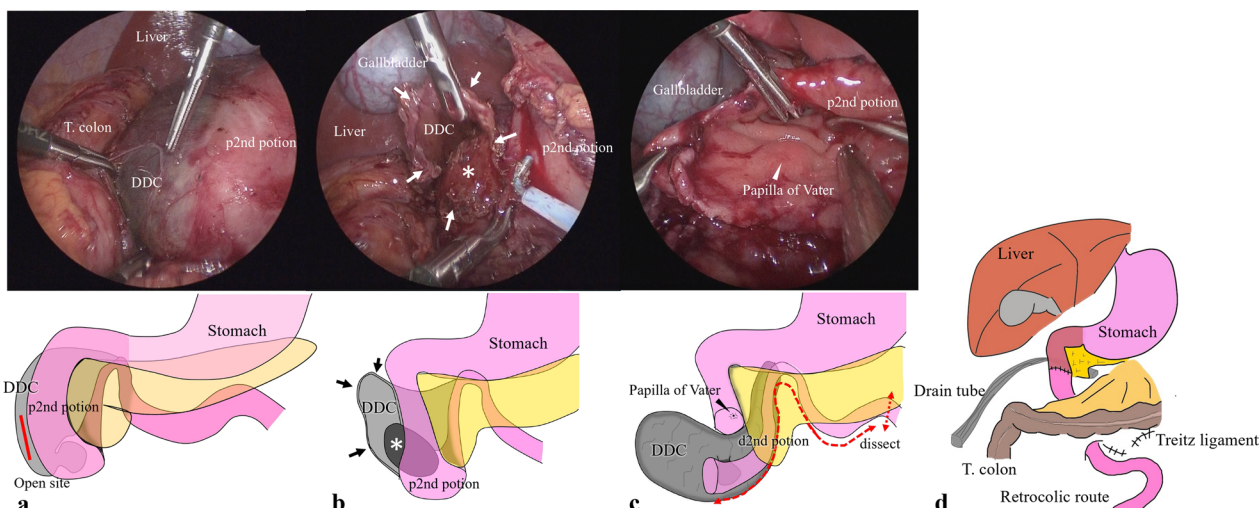 Liver
T. colon
p2nd potion
DDC
Gallbladder
DDC
Liver
p2nd potion
*
Gallbladder
p2nd potion
Papilla of Vater
Stomach
DDC
p2nd potion
Open site
a
Stomach
DDC
*
p2nd potion
b
Stomach
Papilla of Vater
DDC
d2nd potion
dissect
c
Liver
Stomach
Drain tube
Treitz ligament
T. colon
Retrocolic route
d